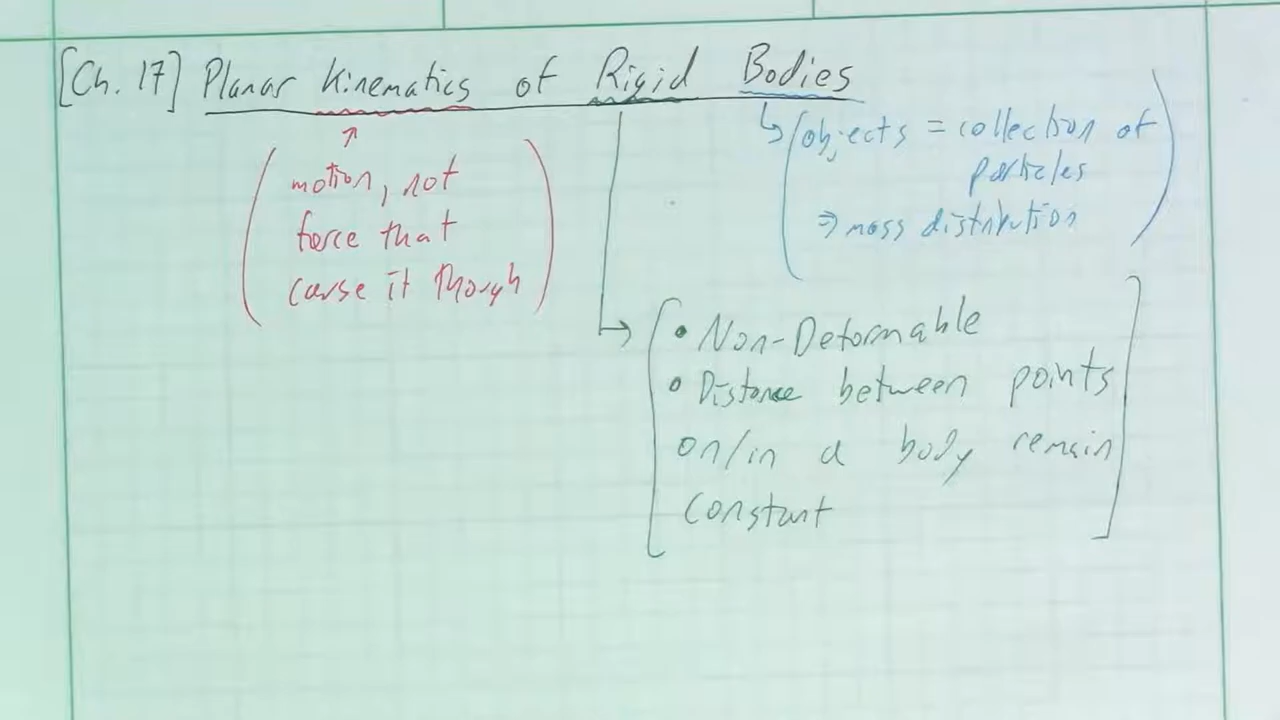 [Ch. 17] Planar Kinematics of Rigid Bodies
(motion, not
force that
cause it though)
(objects = collection of
particles
⇒ mass distribution)
[• Non-Deformable
• Distance between points
on/in a body remain
constant]